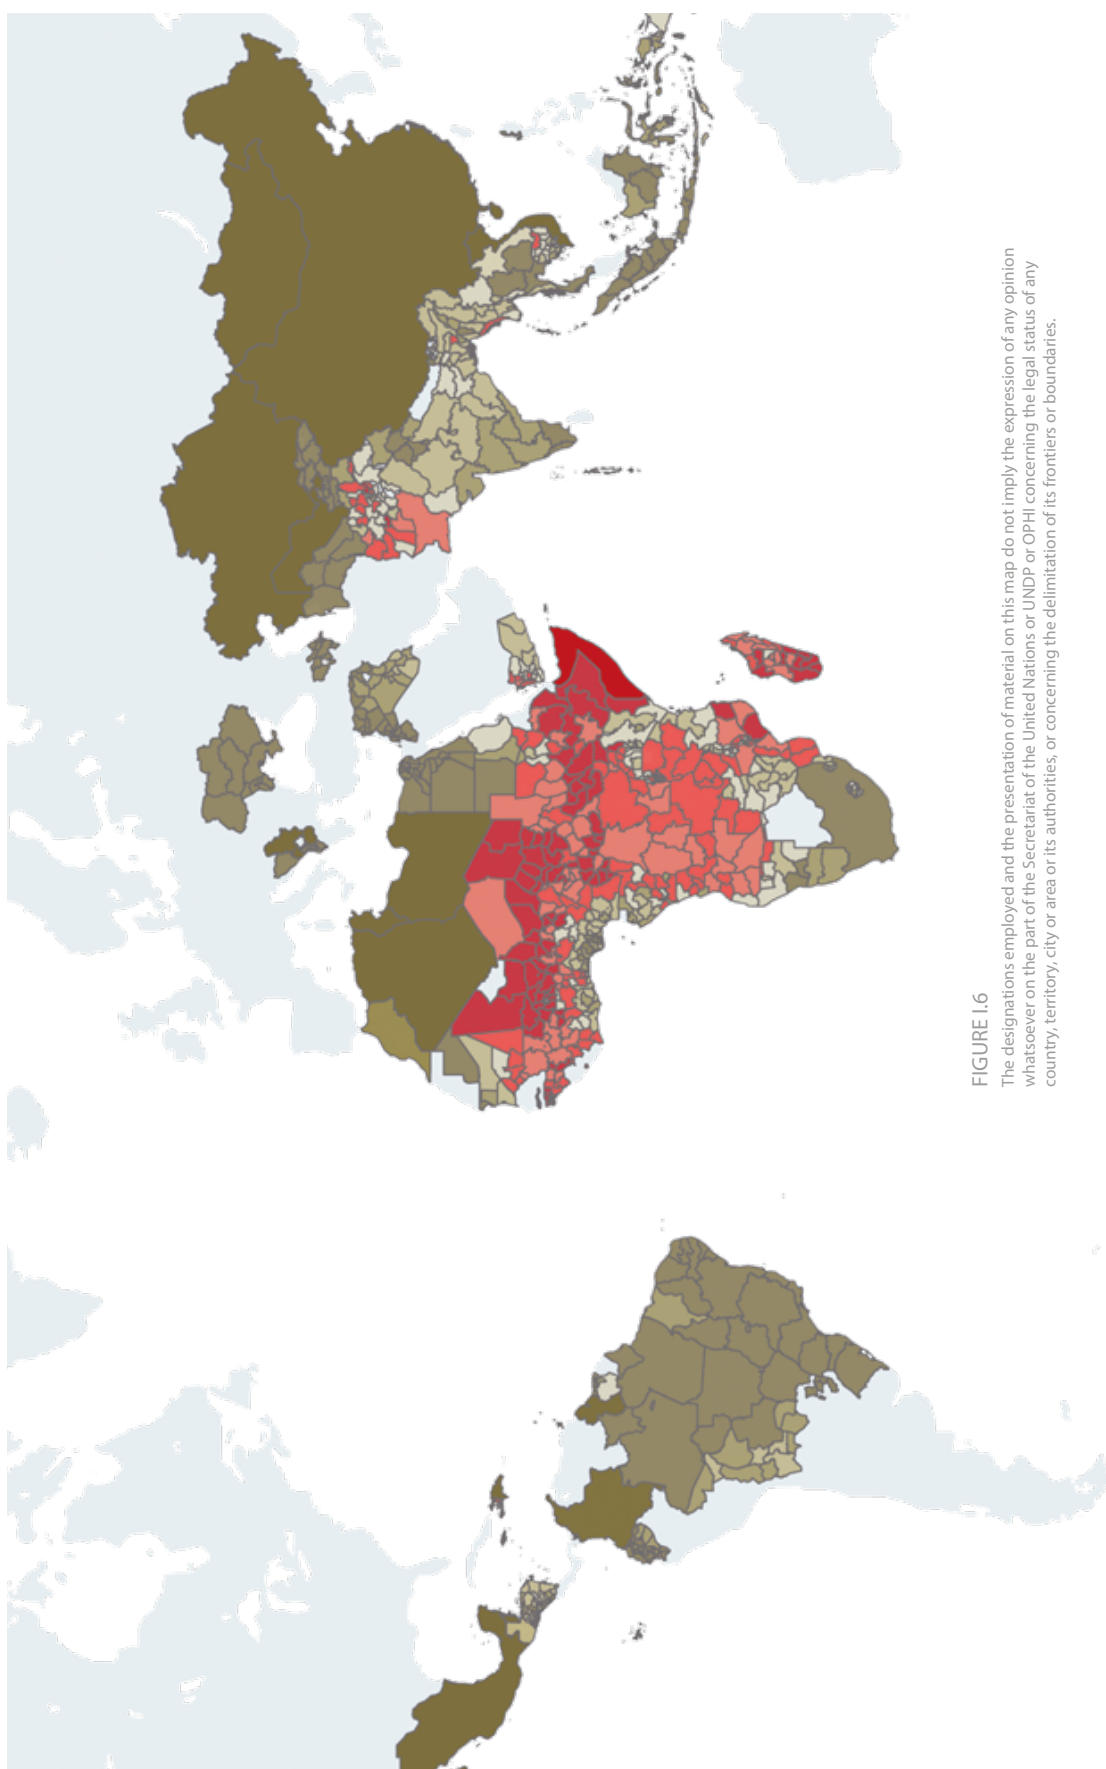 FIGURE I.6
The designations employed and the presentation of material on this map do not imply the expression of any opinion
whatsoever on the part of the Secretariat of the United Nations or UNDP or OPHI concerning the legal status of any
country, territory, city or area or its authorities, or concerning the delimitation of its frontiers or boundaries.